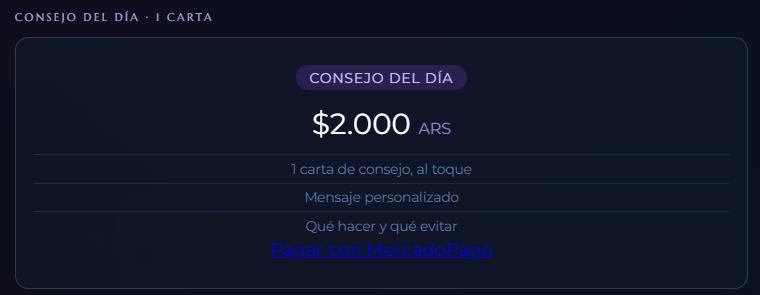 CONSEJO DEL DÍA · 1 CARTA
CONSEJO DEL DÍA
$2.000 ARS
1 carta de consejo, al toque
Mensaje personalizado
Qué hacer y qué evitar
Pagar con MercadoPago